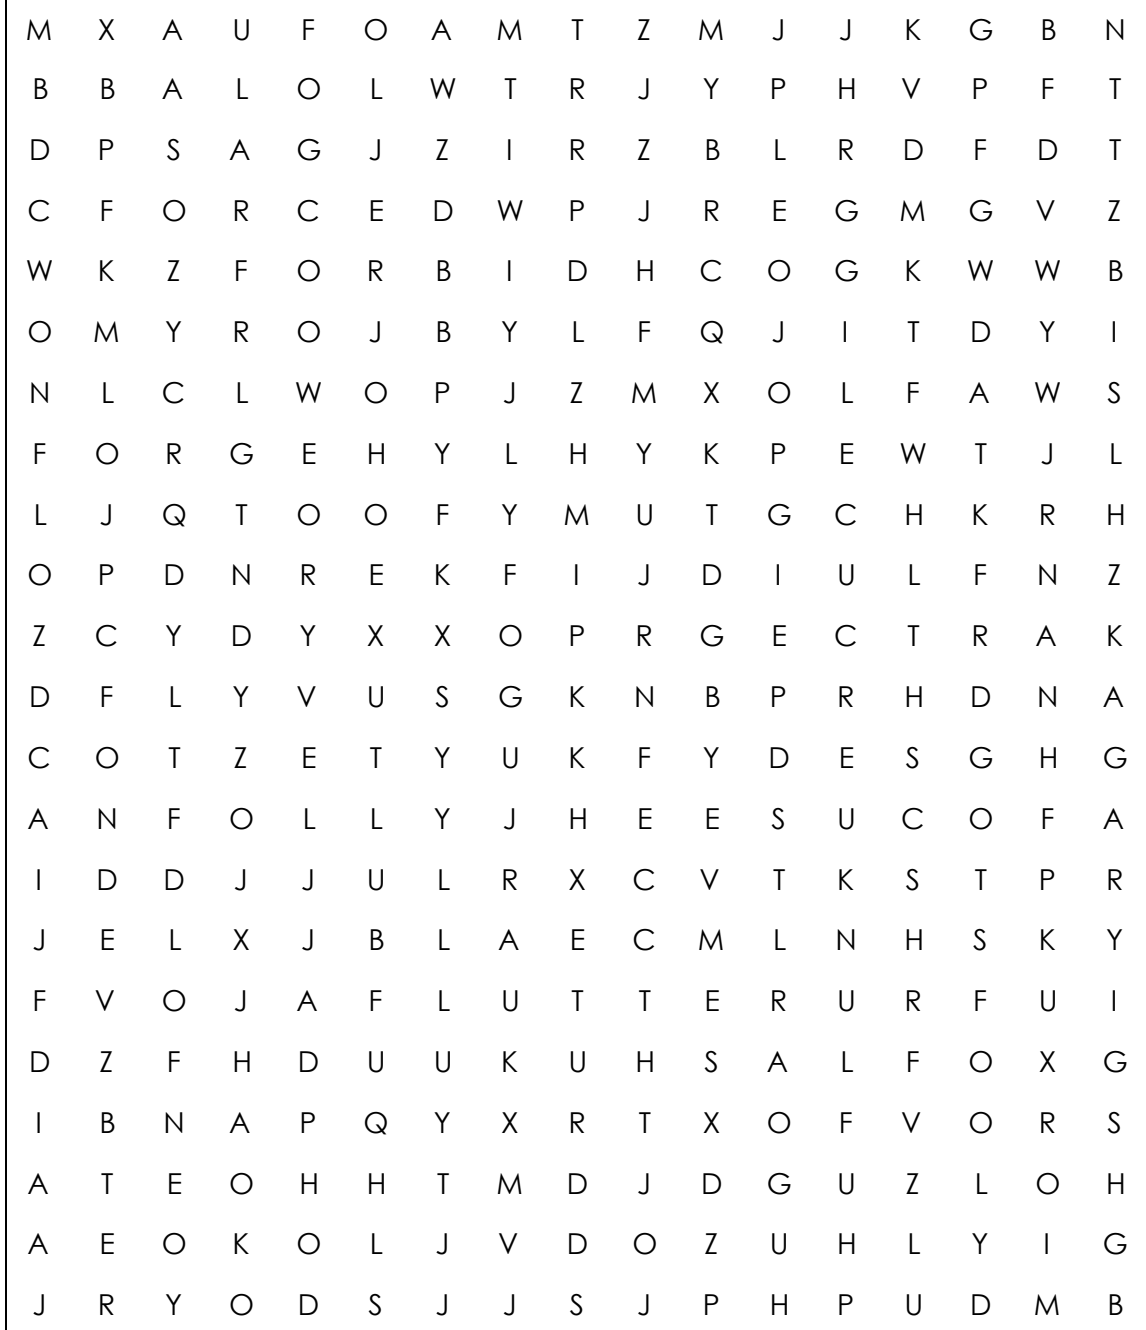 M X A U F O A M T Z M J J K G B N
B B A L O L W T R J Y P H V P F T
D P S A G J Z I R Z B L R D F D T
C F O R C E D W P J R E G M G V Z
W K Z F O R B I D H C O G K W W B
O M Y R O J B Y L F Q J I T D Y I
N L C L W O P J Z M X O L F A W S
F O R G E H Y L H Y K P E W T J L
L J Q T O O F Y M U T G C H K R H
O P D N R E K F I J D I U L F N Z
Z C Y D Y X X O P R G E C T R A K
D F L Y V U S G K N B P R H D N A
C O T Z E T Y U K F Y D E S G H G
A N F O L L Y J H E E S U C O F A
I D D J J U L R X C V T K S T P R
J E L X J B L A E C M L N H S K Y
F V O J A F L U T T E R U R F U I
D Z F H D U U K U H S A L F O X G
I B N A P Q Y X R T X O F V O R S
A T E O H H T M D J D G U Z L O H
A E O K O L J V D O Z U H L Y I G
J R Y O D S J J S J P H P U D M B